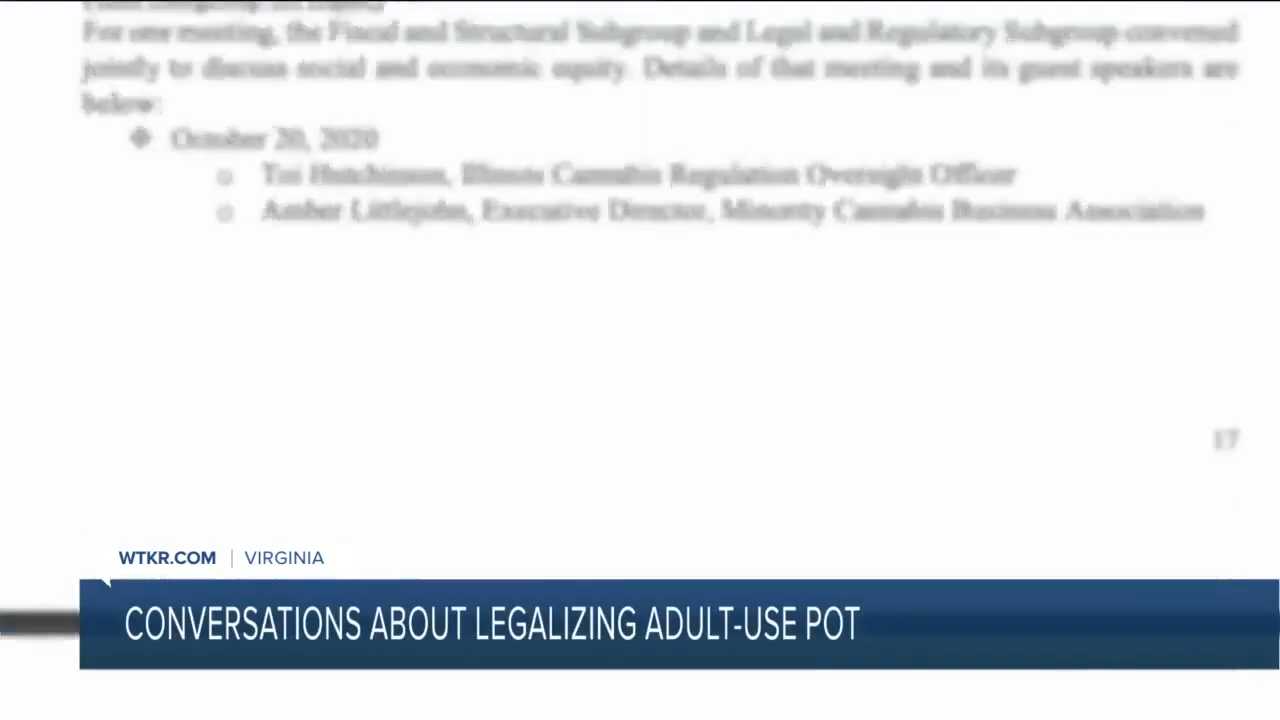 For one meeting, the Fiscal and Structural Subgroup and Legal and Regulatory Subgroup convened
jointly to discuss social and economic equity. Details of that meeting and its guest speakers are
below:
❖ October 20, 2020
o Toi Hutchinson, Illinois Cannabis Regulation Oversight Officer
o Amber Littlejohn, Executive Director, Minority Cannabis Business Association
17
WTKR.COM | VIRGINIA
CONVERSATIONS ABOUT LEGALIZING ADULT-USE POT